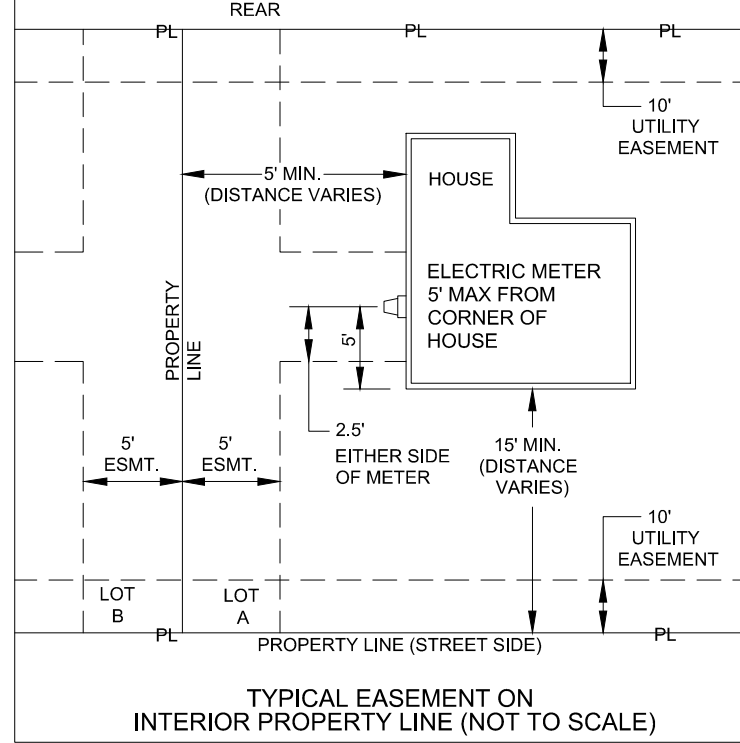 REAR
PL
PL
PL
10'
UTILITY
EASEMENT
5' MIN.
(DISTANCE VARIES)
HOUSE
ELECTRIC METER
5' MAX FROM
CORNER OF
HOUSE
PROPERTY
LINE
5'
2.5'
EITHER SIDE
OF METER
5'
ESMT.
5'
ESMT.
15' MIN.
(DISTANCE
VARIES)
10'
UTILITY
EASEMENT
LOT
B
LOT
A
PL
PROPERTY LINE (STREET SIDE)
PL
TYPICAL EASEMENT ON
INTERIOR PROPERTY LINE (NOT TO SCALE)